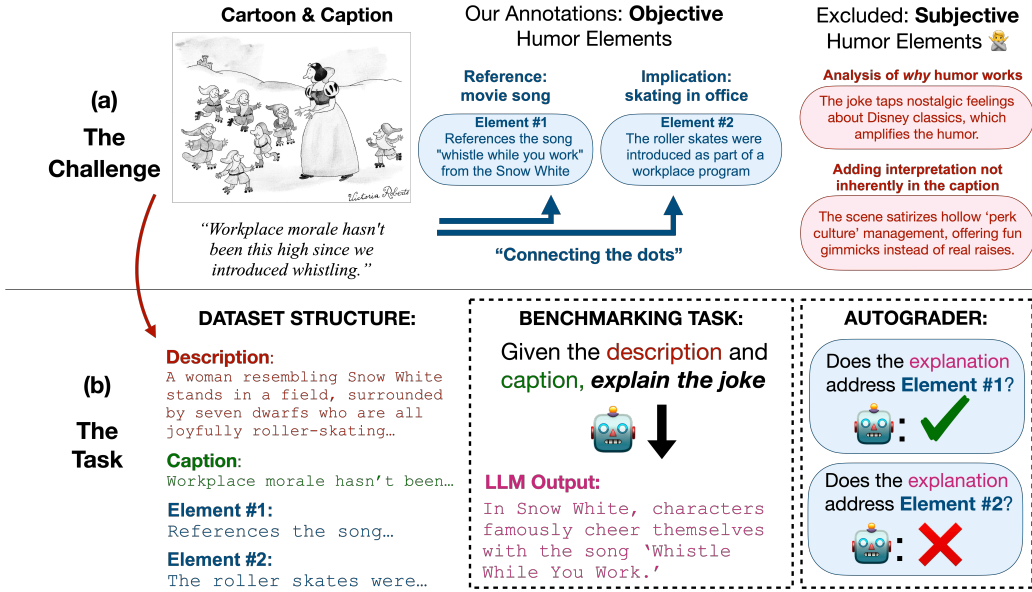 Cartoon & Caption
Our Annotations: Objective
Humor Elements
Excluded: Subjective
Humor Elements
(a)
The
Challenge
Victoria Roberts
“Workplace morale hasn't
been this high since we
introduced whistling.”
Reference:
movie song
Element #1
References the song
"whistle while you work"
from the Snow White
Implication:
skating in office
Element #2
The roller skates were
introduced as part of a
workplace program
“Connecting the dots”
Analysis of why humor works
The joke taps nostalgic feelings
about Disney classics, which
amplifies the humor.
Adding interpretation not
inherently in the caption
The scene satirizes hollow ‘perk
culture’ management, offering fun
gimmicks instead of real raises.
(b)
The
Task
DATASET STRUCTURE:
Description:
A woman resembling Snow White
stands in a field, surrounded
by seven dwarfs who are all
joyfully roller-skating…
Caption:
Workplace morale hasn’t been…
Element #1:
References the song…
Element #2:
The roller skates were…
BENCHMARKING TASK:
Given the description and
caption, explain the joke
LLM Output:
In Snow White, characters
famously cheer themselves
with the song ‘Whistle
While You Work.’
AUTOGRADER:
Does the explanation
address Element #1?
:
Does the explanation
address Element #2?
: